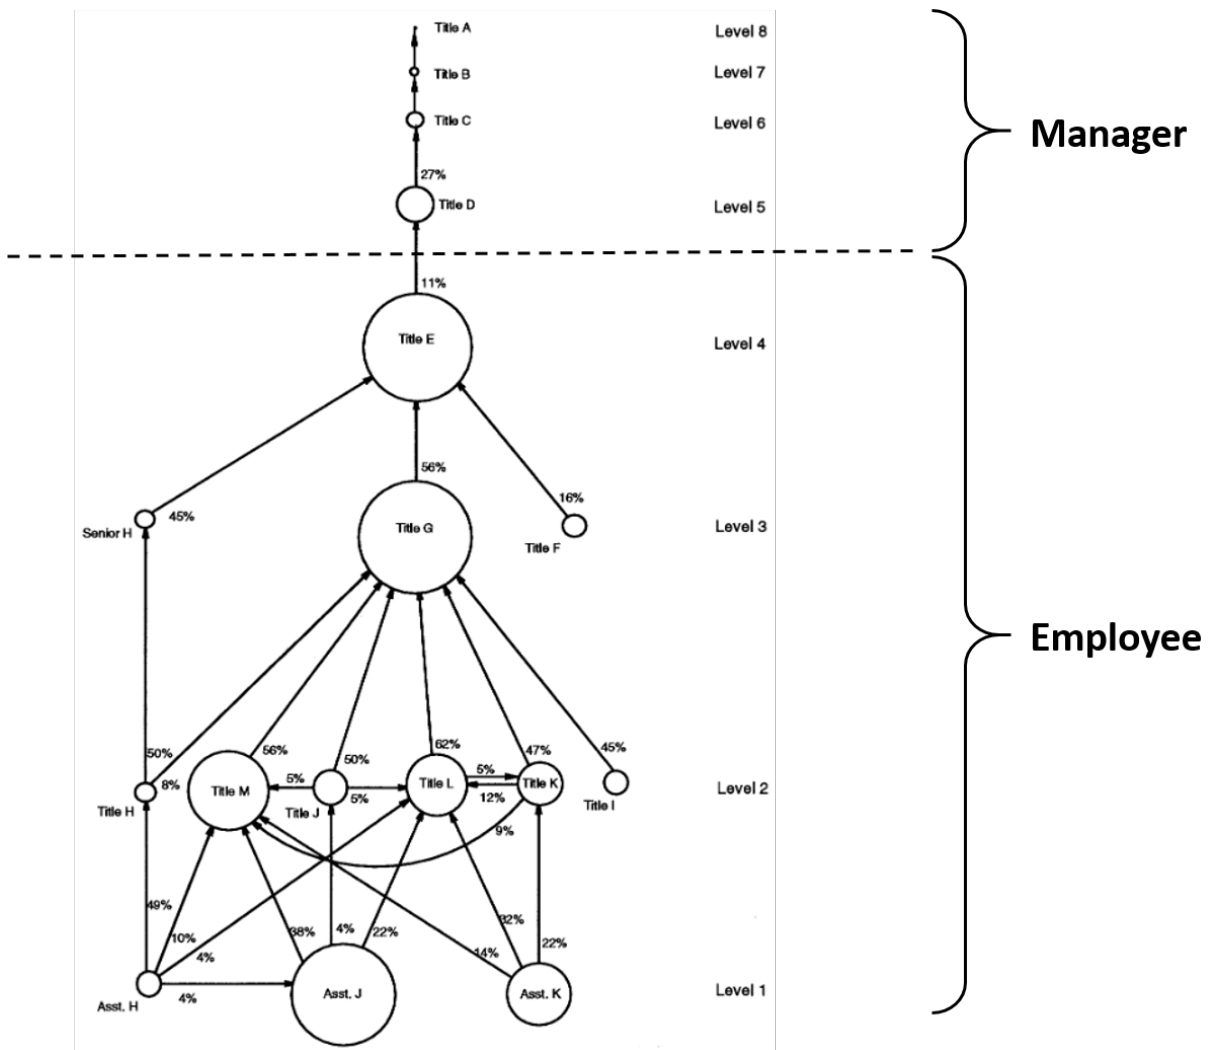 Title A
Level 8
Title B
Level 7
Title C
Level 6
Manager
27%
Title D
Level 5
11%
Title E
Level 4
56%
16%
45%
Senior H
Title G
Title F
Level 3
Employee
50%
56%
50%
62%
47%
45%
8%
5%
5%
5%
12%
Title H
Title M
Title J
Title L
Title K
Title I
Level 2
9%
49%
10%
4%
38%
4%
22%
32%
22%
14%
Asst. H
4%
Asst. J
Asst. K
Level 1